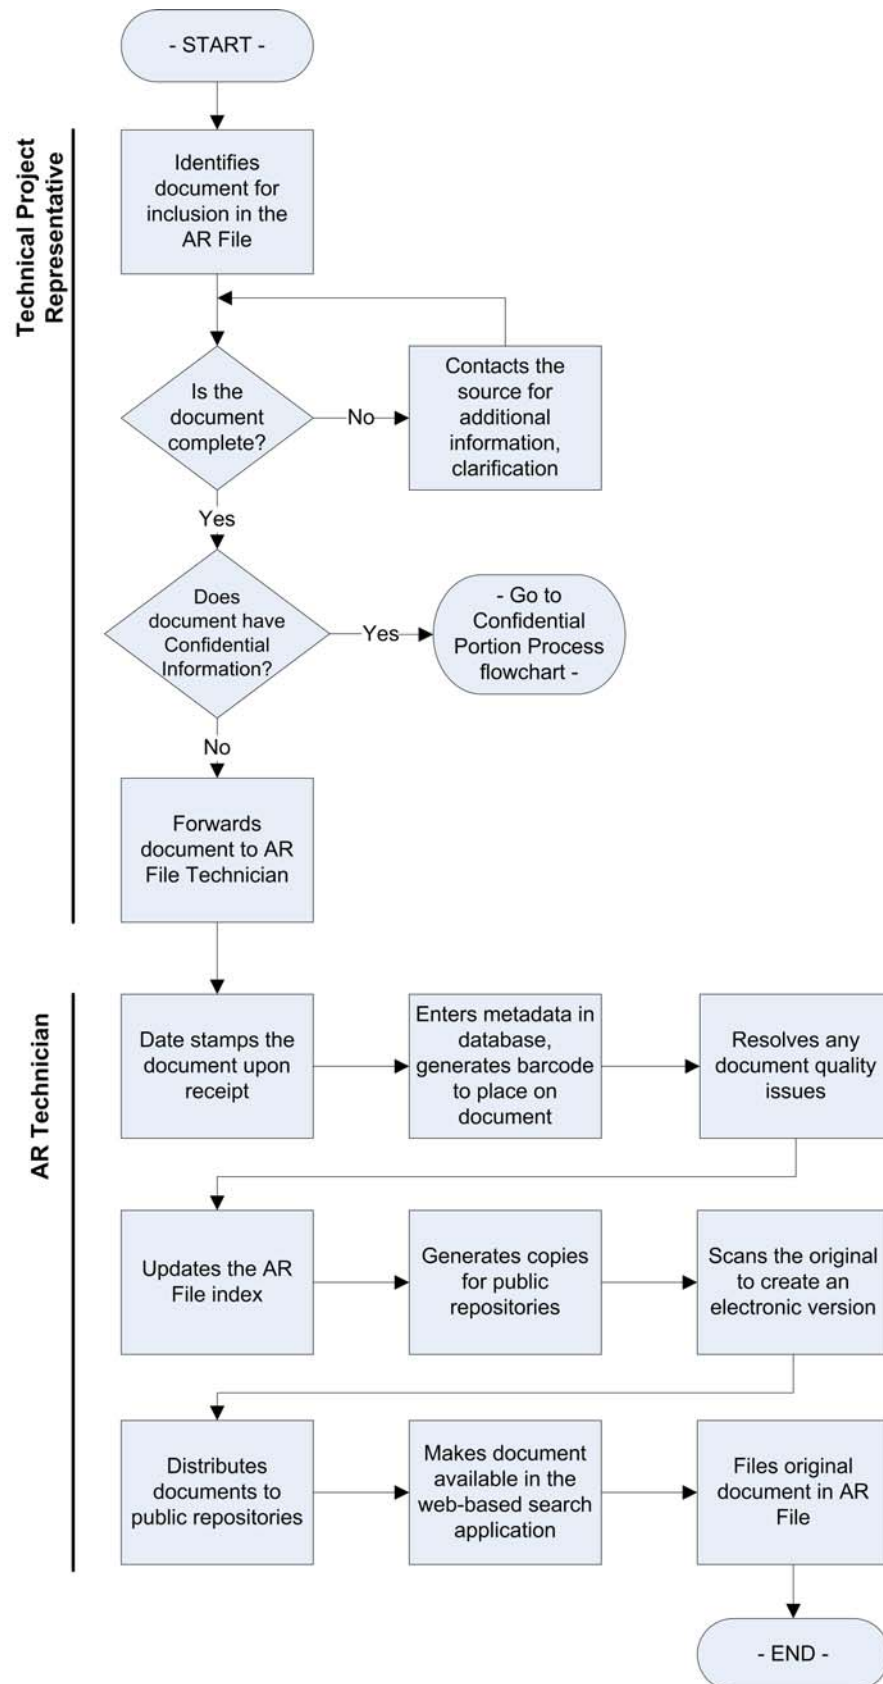 - START -
Technical Project
Representative
Identifies
document for
inclusion in the
AR File
Is the
document
complete?
No
Contacts the
source for
additional
information,
clarification
Yes
Does
document have
Confidential
Information?
Yes
- Go to
Confidential
Portion Process
flowchart -
No
Forwards
document to AR
File Technician
AR Technician
Date stamps the
document upon
receipt
Enters metadata in
database,
generates barcode
to place on
document
Resolves any
document quality
issues
Updates the AR
File index
Generates copies
for public
repositories
Scans the original
to create an
electronic version
Distributes
documents to
public repositories
Makes document
available in the
web-based search
application
Files original
document in AR
File
- END -